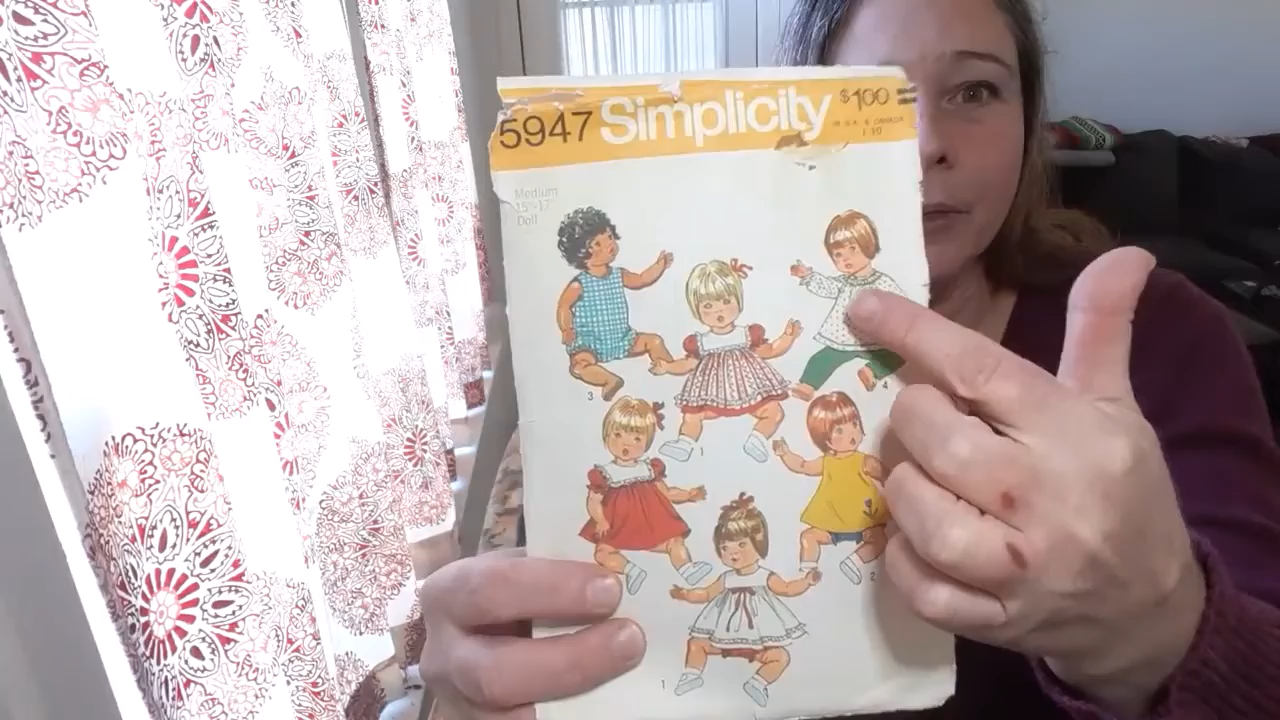 5947 Simplicity $1.00
IN U.S.A. & CANADA
Medium
15"-17"
Doll
3
4
1
2
1